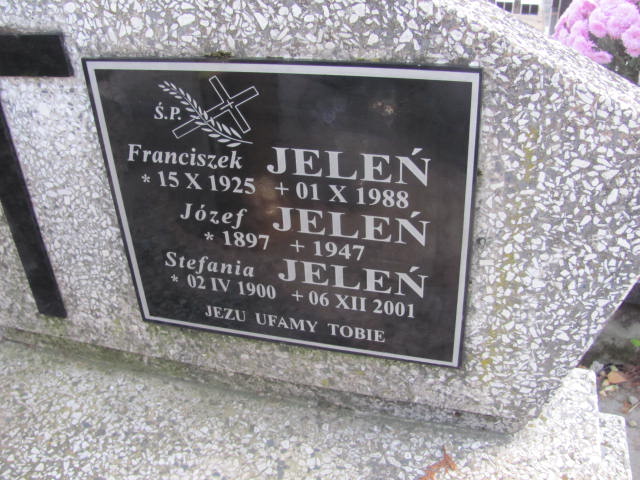 Ś.P.
Franciszek JELEŃ
* 15 X 1925 + 01 X 1988
Józef JELEŃ
* 1897 + 1947
Stefania JELEŃ
* 02 IV 1900 + 06 XII 2001
JEZU UFAMY TOBIE